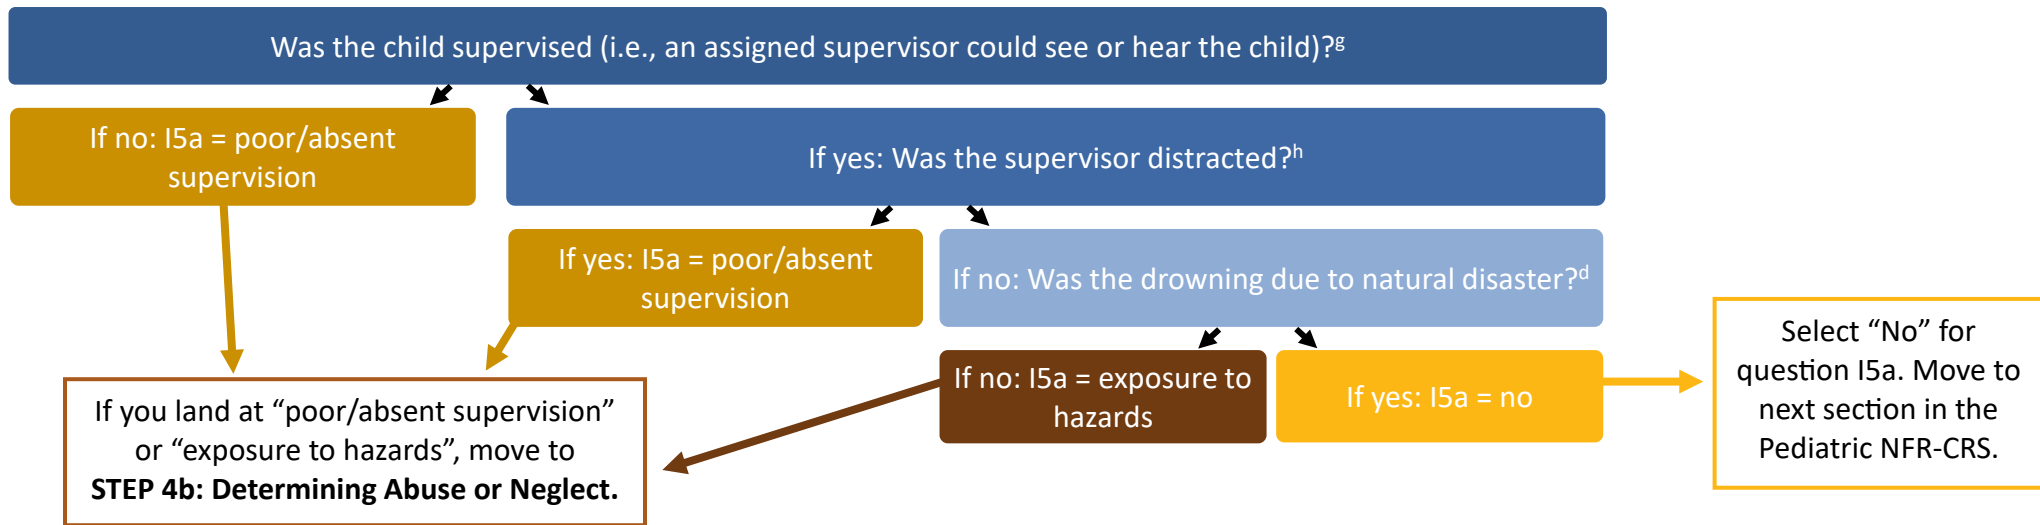 Was the child supervised (i.e., an assigned supervisor could see or hear the child)?ᵍ
If no: I5a = poor/absent
supervision
If yes: Was the supervisor distracted?ʰ
If yes: I5a = poor/absent
supervision
If no: Was the drowning due to natural disaster?ᵈ
If no: I5a = exposure to
hazards
If yes: I5a = no
Select “No” for
question I5a. Move to
next section in the
Pediatric NFR-CRS.
If you land at “poor/absent supervision”
or “exposure to hazards”, move to
STEP 4b: Determining Abuse or Neglect.